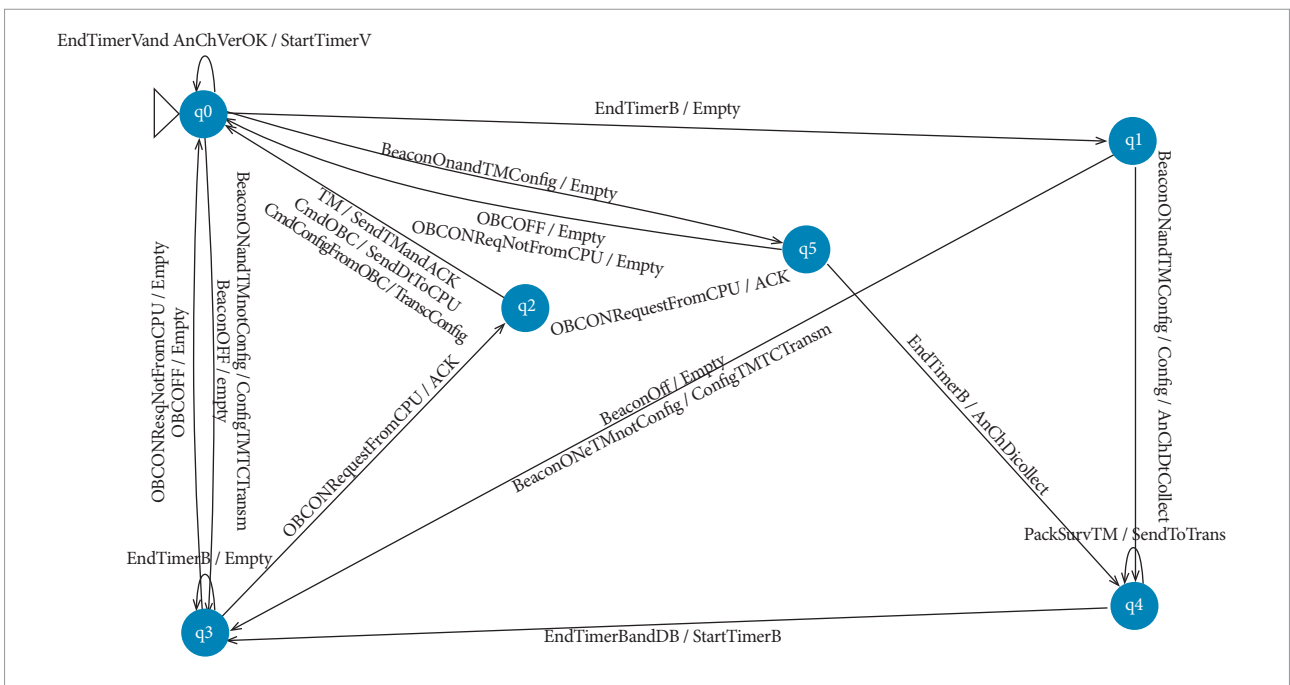 EndTimerVand AnChVerOK / StartTimerV
q0
EndTimerB / Empty
q1
BeaconOnandTMConfig / Empty
OBCOFF / Empty
OBCONReqNotFromCPU / Empty
q5
TM / SendTMandACK
CmdOBC / SendDtToCPU
CmdConfigFromOBC / TranscConfig
q2
OBCONRequestFromCPU / ACK
BeaconONandTMConfig / Config / AnChDtCollect
OBCONResqNotFromCPU / Empty
OBCOFF / Empty
BeaconONandTMnotConfig / ConfigTMTCTransm
BeaconOFF / empty
OBCONRequestFromCPU / ACK
BeaconOff / Empty
BeaconONeTMnotConfig / ConfigTMTCTransm
EndTimerB / AnChDicollect
PackSurvTM / SendToTrans
EndTimerB / Empty
q3
q4
EndTimerBandDB / StartTimerB